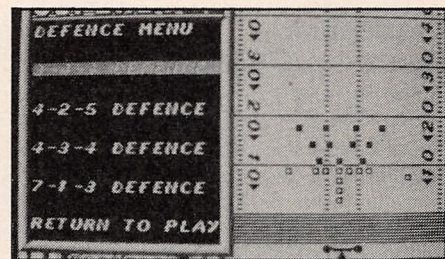 DEFENCE MENU
4-2-5 DEFENCE
4-3-4 DEFENCE
7-1-3 DEFENCE
RETURN TO PLAY